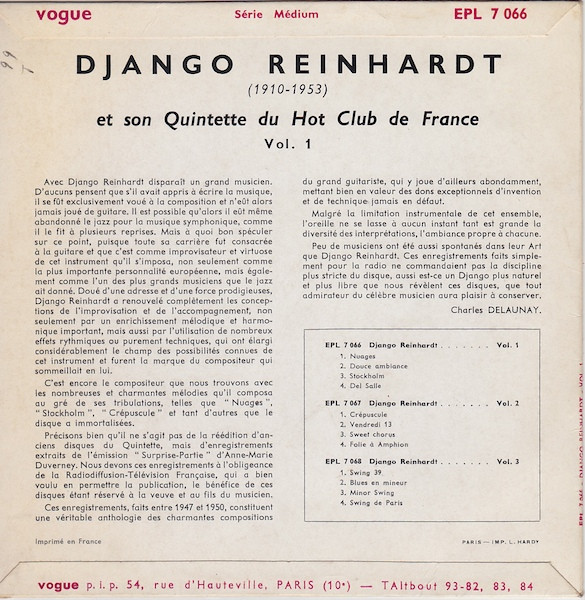 vogue
Série Médium
EPL 7 066
DJANGO REINHARDT
(1910-1953)
et son Quintette du Hot Club de France
Vol. 1
Avec Django Reinhardt disparaît un grand musicien.
D'aucuns pensent que s'il avait appris à écrire la musique,
il se fût exclusivement voué à la composition et n'eût alors
jamais joué de guitare. Il est possible qu'alors il eût même
abandonné le jazz pour la musique symphonique, comme
il le fit à plusieurs reprises. Mais à quoi bon spéculer
sur ce point, puisque toute sa carrière fut consacrée
à la guitare et que c'est comme improvisateur et virtuose
de cet instrument qu'il s'imposa, non seulement comme
la plus importante personnalité européenne, mais égale-
ment comme l'un des plus grands musiciens que le jazz
ait donné. Doué d'une adresse et d'une force prodigieuses,
Django Reinhardt a renouvelé complètement les concep-
tions de l'improvisation et de l'accompagnement, non
seulement par un enrichissement mélodique et harmo-
nique important, mais aussi par l'utilisation de nombreux
effets rythmiques ou purement techniques, qui ont élargi
considérablement le champ des possibilités connues de
cet instrument et furent la marque du compositeur qui
sommeillait en lui.
C'est encore le compositeur que nous trouvons avec
les nombreuses et charmantes mélodies qu'il composa
au gré de ses tribulations, telles que "Nuages",
"Stockholm", "Crépuscule" et tant d'autres que le
disque a immortalisées.
Précisons bien qu'il ne s'agit pas de la réédition d'an-
ciens disques du Quintette, mais d'enregistrements
extraits de l'émission "Surprise-Partie" d'Anne-Marie
Duverney. Nous devons ces enregistrements à l'obligeance
de la Radiodiffusion-Télévision Française, qui a bien
voulu en permettre la publication, le bénéfice de ces
disques étant réservé à la veuve et au fils du musicien.
Ces enregistrements, faits entre 1947 et 1950, constituent
une véritable anthologie des charmantes compositions
du grand guitariste, qui y joue d'ailleurs abondamment,
mettant bien en valeur des dons exceptionnels d'invention
et de technique jamais en défaut.
Malgré la limitation instrumentale de cet ensemble,
l'oreille ne se lasse à aucun instant tant est grande la
diversité des interprétations, l'ambiance propre à chacune.
Peu de musiciens ont été aussi spontanés dans leur Art
que Django Reinhardt. Ces enregistrements faits simple-
ment pour la radio ne commandaient pas la discipline
plus stricte du disque, aussi est-ce un Django plus naturel
et plus libre que nous révèlent ces disques, que tout
admirateur du célèbre musicien aura plaisir à conserver.
Charles DELAUNAY.
EPL 7 066 Django Reinhardt . . . . . . . Vol. 1
1. Nuages
2. Douce ambiance
3. Stockholm
4. Del Salle
EPL 7 067 Django Reinhardt . . . . . . . Vol. 2
1. Crépuscule
2. Vendredi 13
3. Sweet chorus
4. Folie à Amphion
EPL 7 068 Django Reinhardt . . . . . . . Vol. 3
1. Swing 39.
2. Blues en mineur
3. Minor Swing
4. Swing de Paris
Imprimé en France
PARIS — IMP. L. HARDY
vogue p. i. p. 54, rue d'Hauteville, PARIS (10e) — TAItbout 93-82, 83, 84
EPL 7 066 - DJANGO REINHARDT - VOL. 1